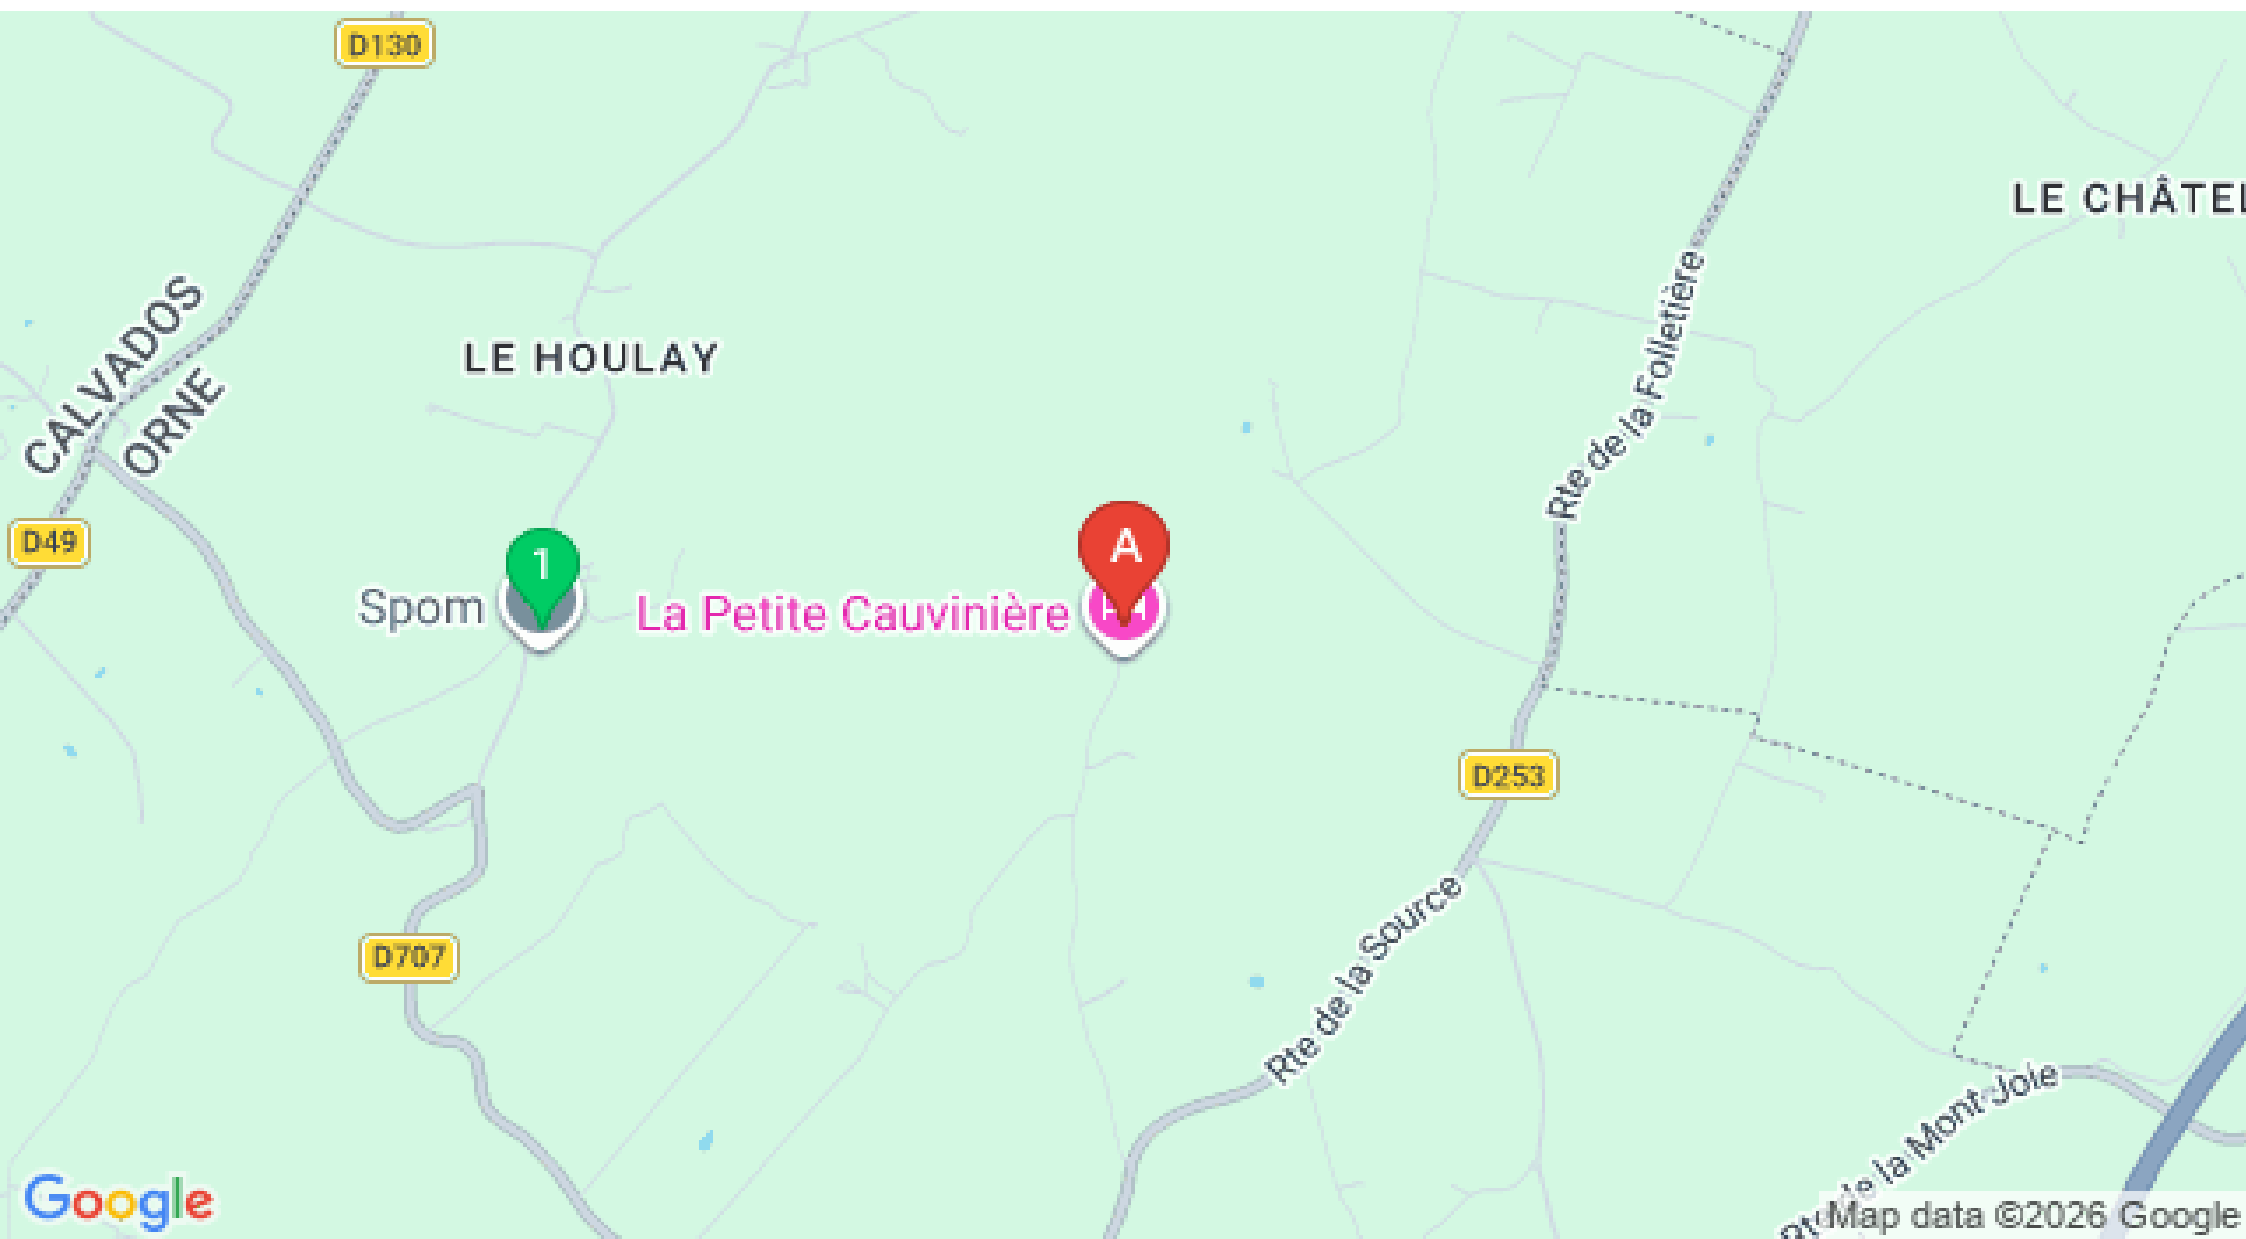 D130
LE CHÂTEL
CALVADOS
ORNE
LE HOULAY
Rte de la Folletière
D49
1
A
Spom
La Petite Cauvinière
D253
Rte de la Source
D707
Rte de la Mont Joie
Google
Map data ©2026 Google